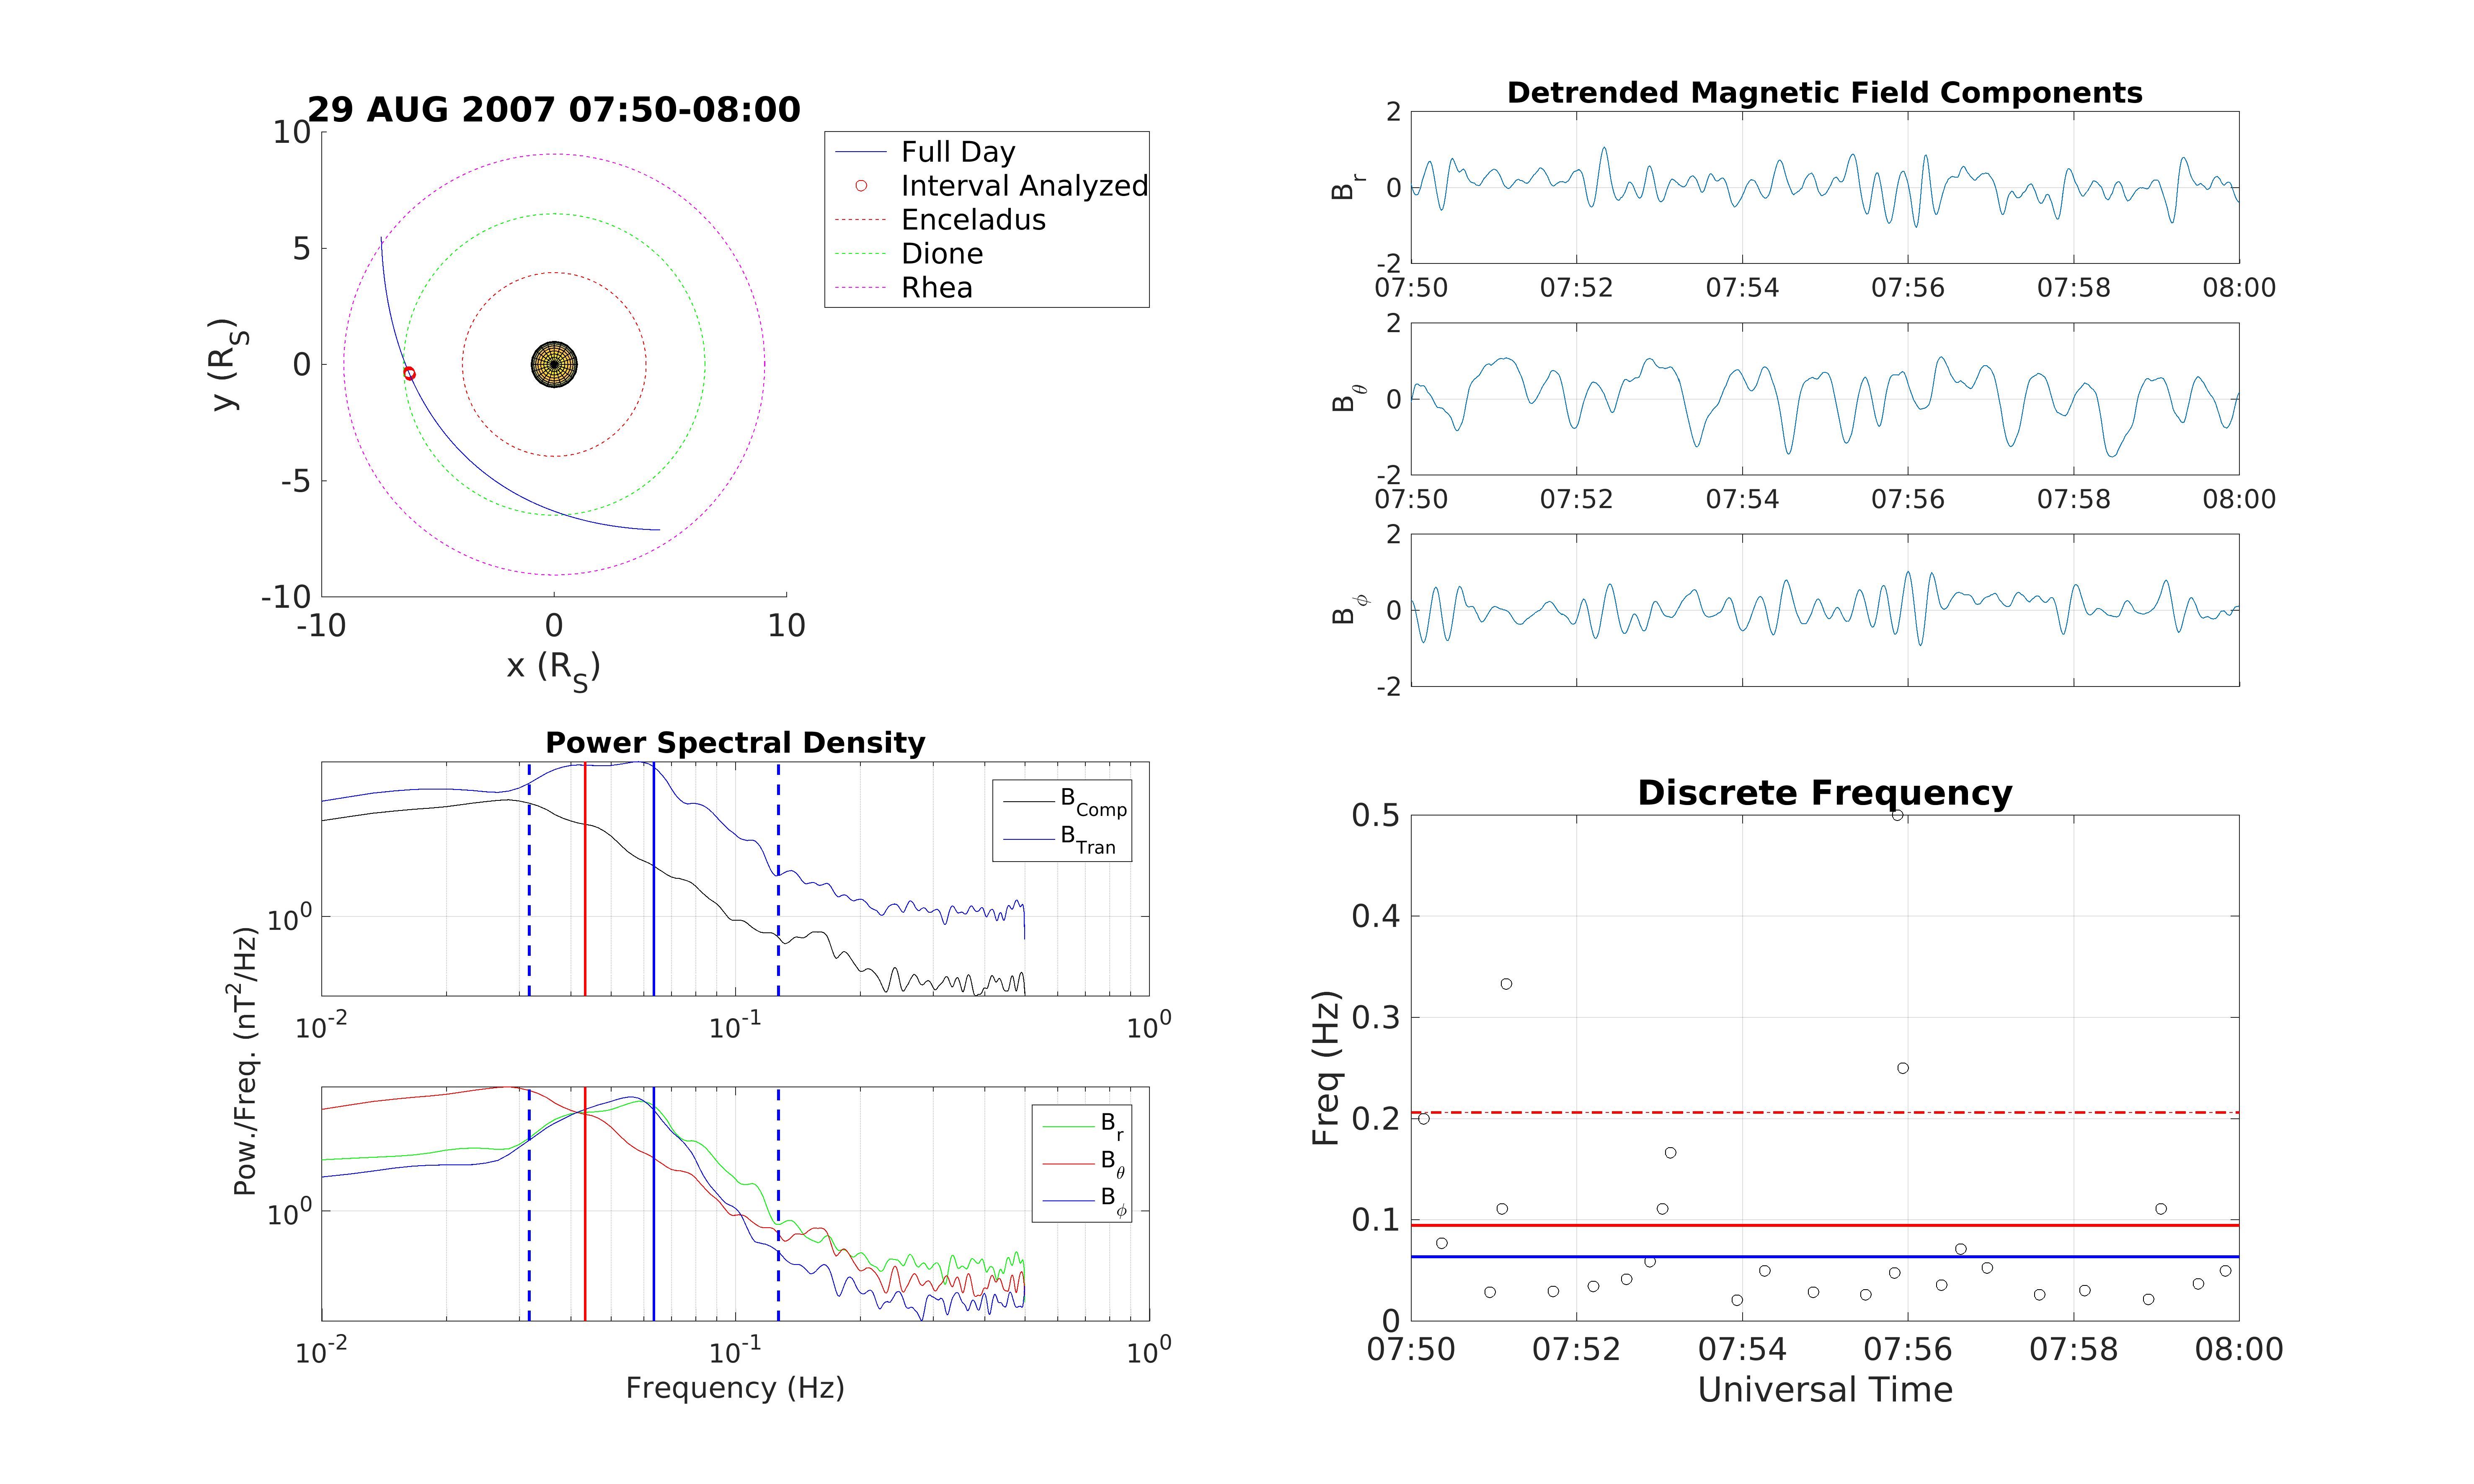 29 AUG 2007 07:50-08:00
10
5
0
-5
-10
-10
0
10
y (R_S)
x (R_S)
Full Day
Interval Analyzed
Enceladus
Dione
Rhea
Detrended Magnetic Field Components
2
0
-2
B_r
07:50
07:52
07:54
07:56
07:58
08:00
2
0
-2
B_θ
07:50
07:52
07:54
07:56
07:58
08:00
2
0
-2
B_ϕ
Power Spectral Density
B_Comp
B_Tran
10^0
10^-2
10^-1
10^0
Pow./Freq. (nT^2/Hz)
B_r
B_θ
B_ϕ
10^0
10^-2
10^-1
10^0
Frequency (Hz)
Discrete Frequency
0.5
0.4
0.3
0.2
0.1
0
Freq (Hz)
07:50
07:52
07:54
07:56
07:58
08:00
Universal Time